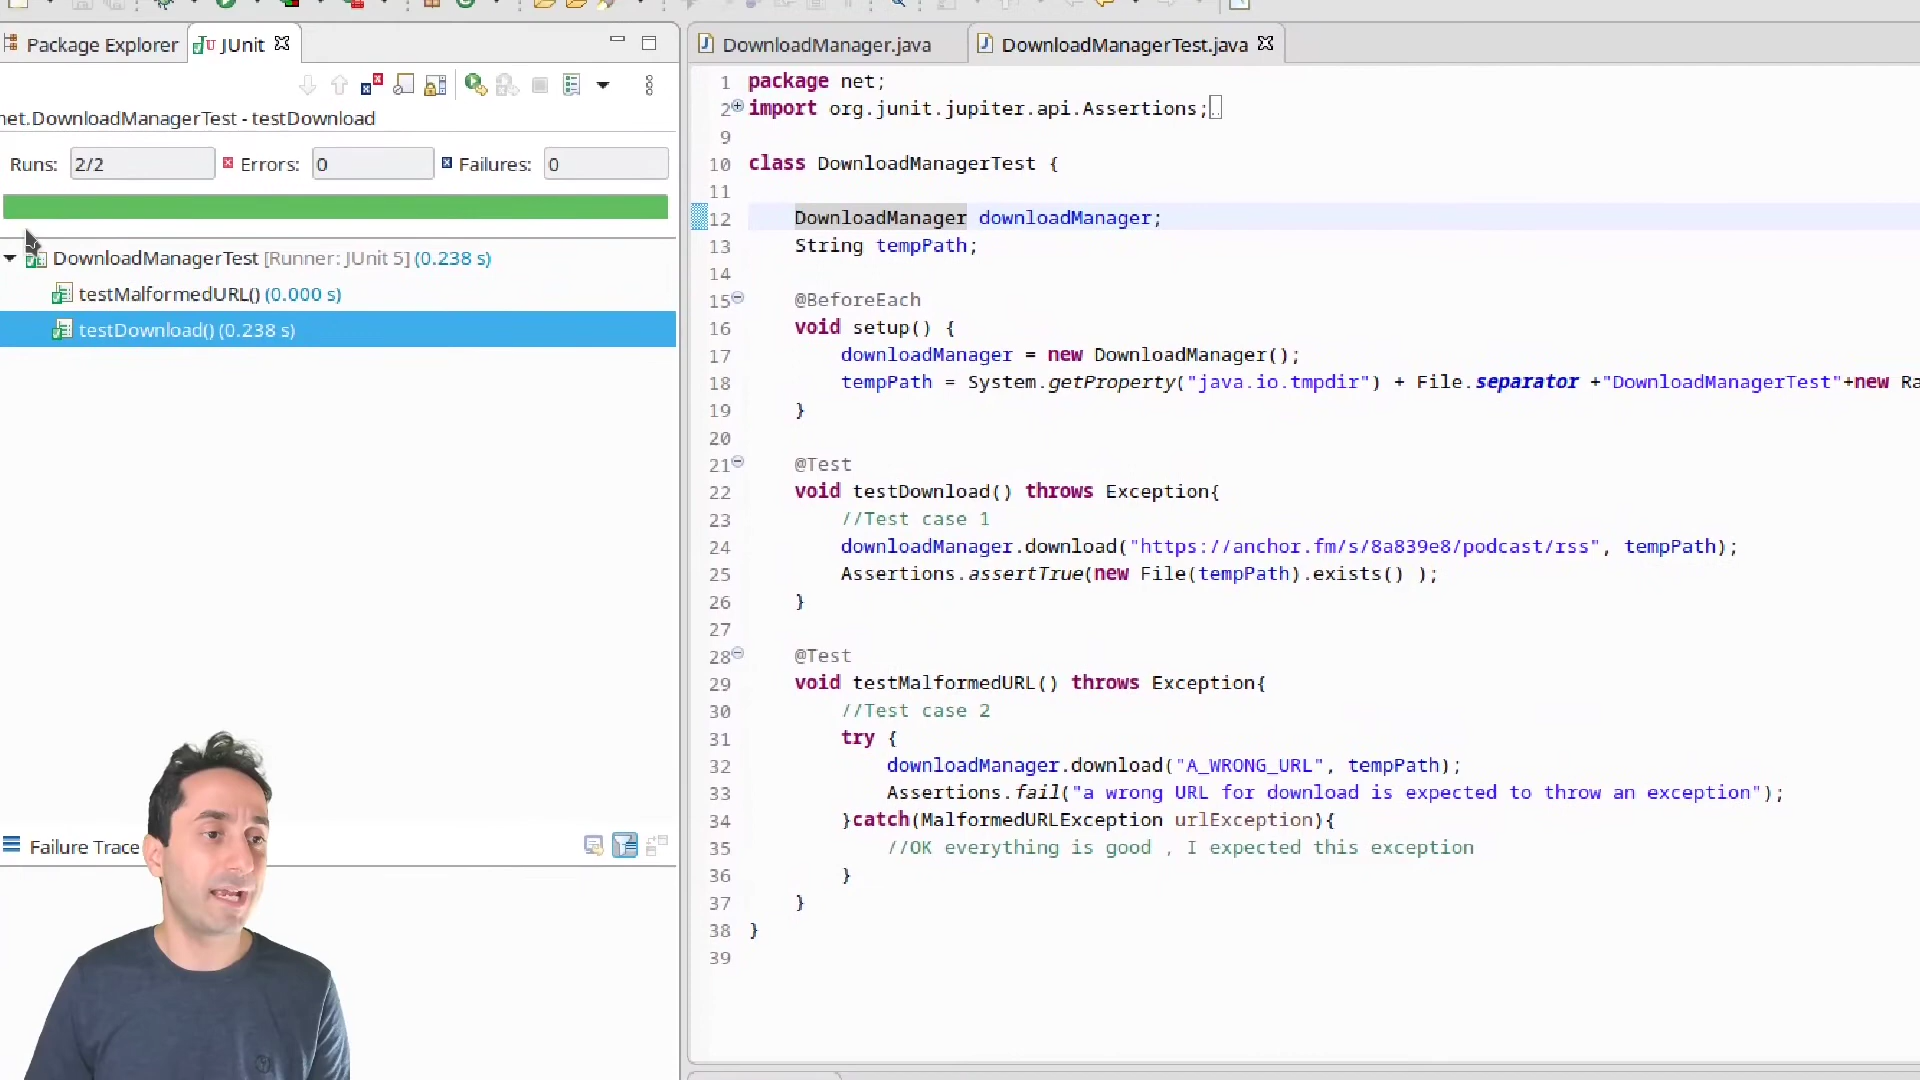 Package Explorer
JUnit
net.DownloadManagerTest - testDownload
Runs: 2/2 Errors: 0 Failures: 0
DownloadManagerTest [Runner: JUnit 5] (0.238 s)
testMalformedURL() (0.000 s)
testDownload() (0.238 s)
Failure Trace
DownloadManager.java
DownloadManagerTest.java
1 package net;
2 import org.junit.jupiter.api.Assertions;
9
10 class DownloadManagerTest {
11
12 DownloadManager downloadManager;
13 String tempPath;
14
15 @BeforeEach
16 void setup() {
17 downloadManager = new DownloadManager();
18 tempPath = System.getProperty("java.io.tmpdir") + File.separator +"DownloadManagerTest"+new Ra
19 }
20
21 @Test
22 void testDownload() throws Exception{
23 //Test case 1
24 downloadManager.download("https://anchor.fm/s/8a839e8/podcast/rss", tempPath);
25 Assertions.assertTrue(new File(tempPath).exists() );
26 }
27
28 @Test
29 void testMalformedURL() throws Exception{
30 //Test case 2
31 try {
32 downloadManager.download("A_WRONG_URL", tempPath);
33 Assertions.fail("a wrong URL for download is expected to throw an exception");
34 }catch(MalformedURLException urlException){
35 //OK everything is good , I expected this exception
36 }
37 }
38 }
39